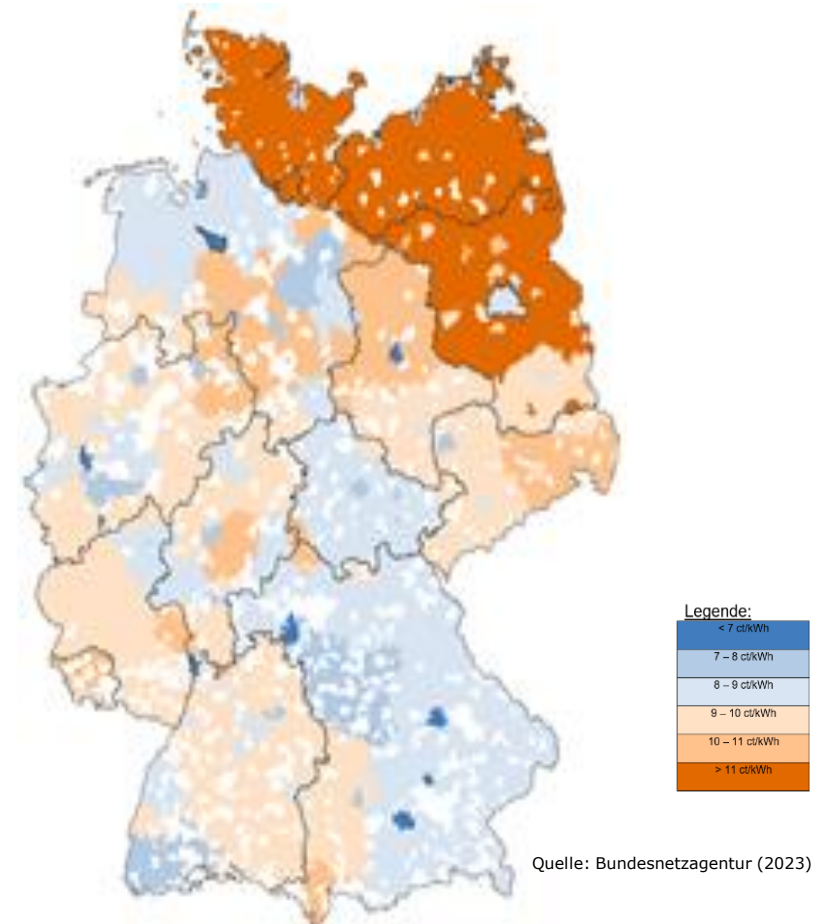 Legende:
< 7 ct/kWh
7 – 8 ct/kWh
8 – 9 ct/kWh
9 – 10 ct/kWh
10 – 11 ct/kWh
> 11 ct/kWh
Quelle: Bundesnetzagentur (2023)